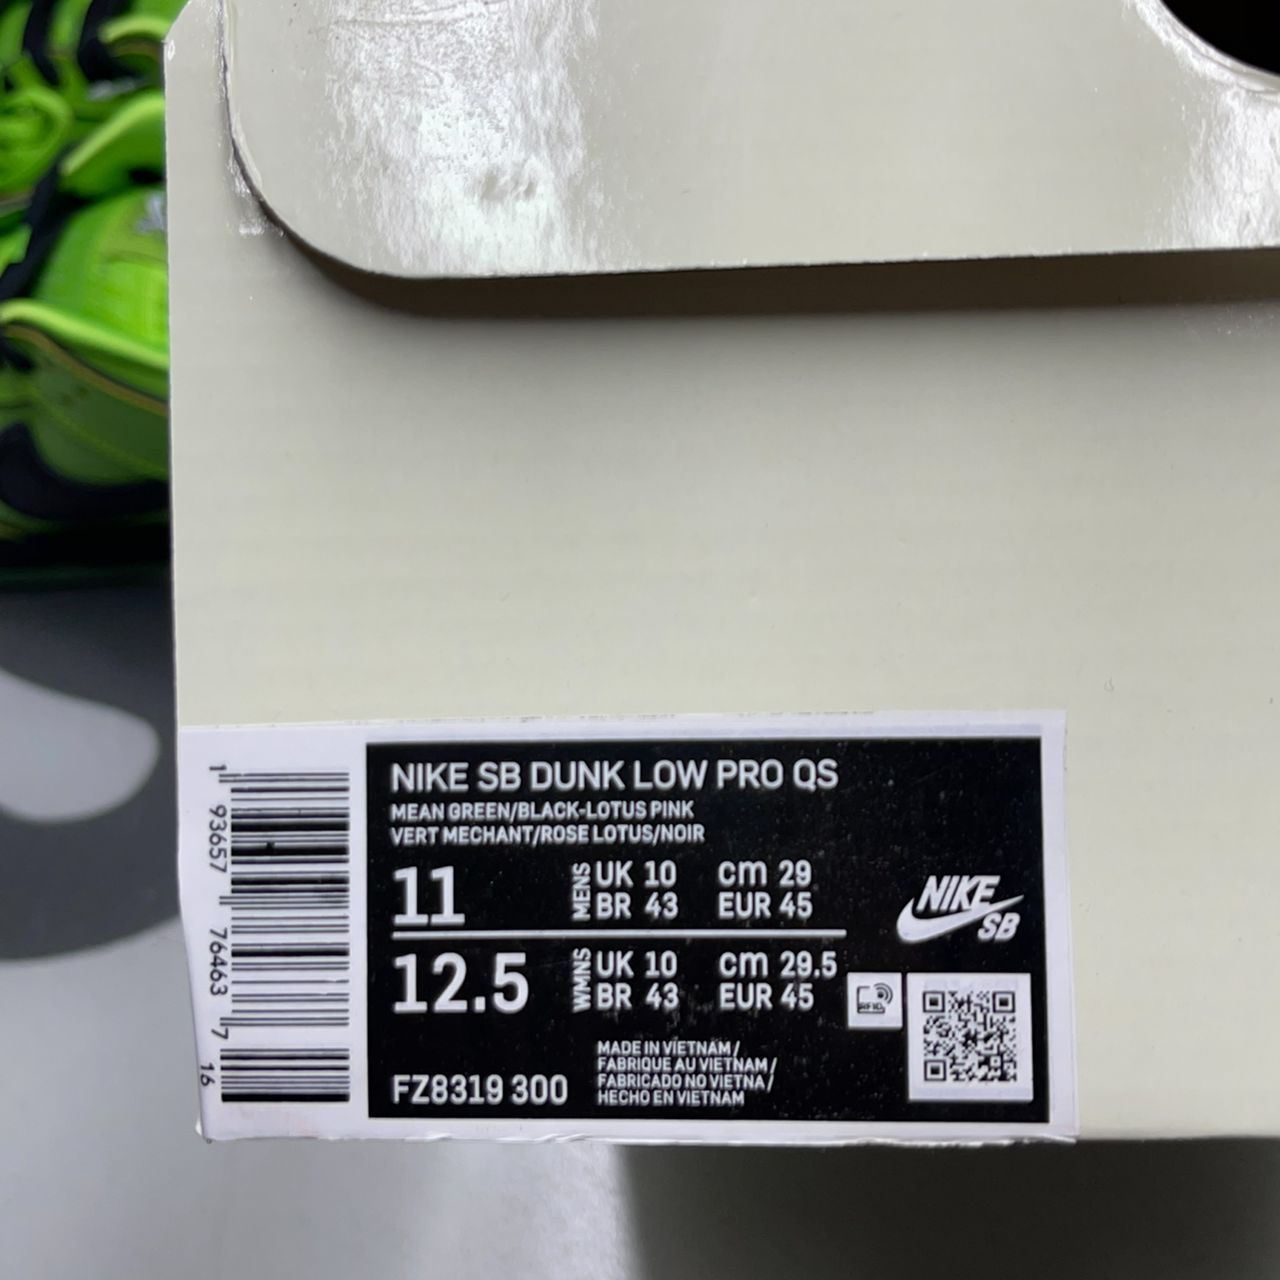 NIKE SB DUNK LOW PRO QS
MEAN GREEN/BLACK-LOTUS PINK
VERT MECHANT/ROSE LOTUS/NOIR
11 MENS UK 10 cm 29
BR 43 EUR 45
12.5 WMNS UK 10 cm 29.5
BR 43 EUR 45
NIKE
SB
RFID
FZ8319 300
MADE IN VIETNAM /
FABRIQUE AU VIETNAM /
FABRICADO NO VIETNA /
HECHO EN VIETNAM
1 93657 76463 7
16